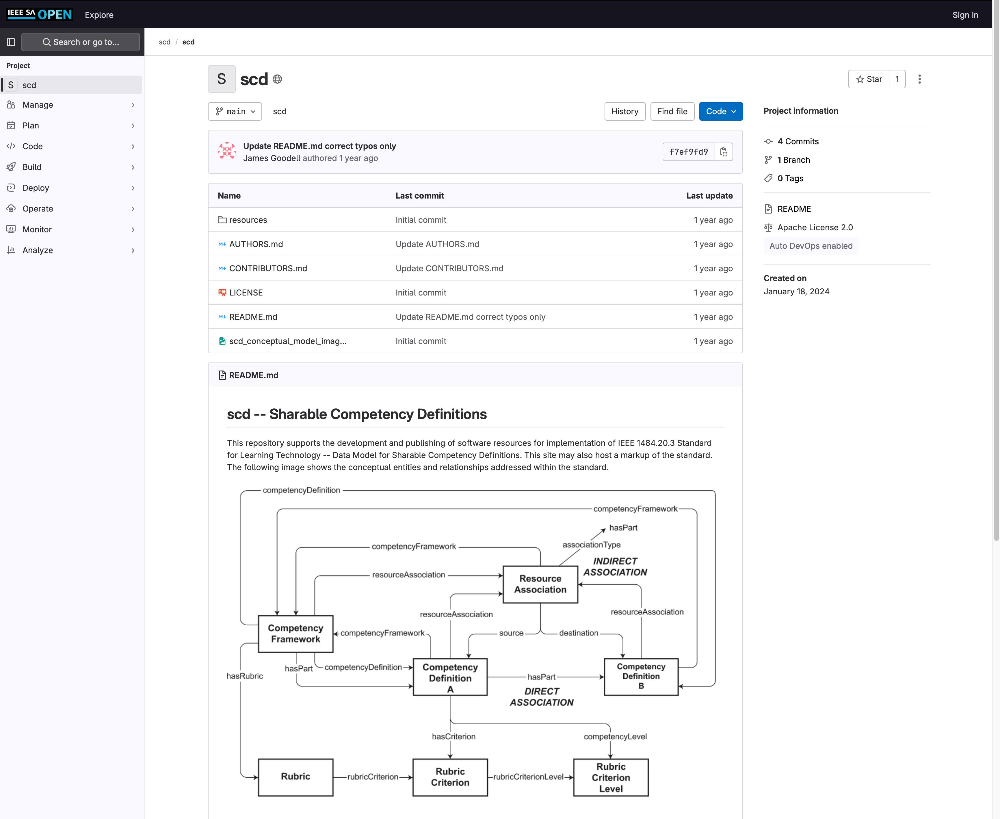 IEEE SA OPEN
Explore
Sign in
Search or go to...
scd / scd
Project
S scd
Manage
Plan
Code
Build
Deploy
Operate
Monitor
Analyze
S scd
Star 1
main scd
History Find file Code
Update README.md correct typos only
James Goodell authored 1 year ago
f7ef9fd9
Name Last commit Last update
resources Initial commit 1 year ago
AUTHORS.md Update AUTHORS.md 1 year ago
CONTRIBUTORS.md Update CONTRIBUTORS.md 1 year ago
LICENSE Initial commit 1 year ago
README.md Update README.md correct typos only 1 year ago
scd_conceptual_model_imag... Initial commit 1 year ago
Project information
4 Commits
1 Branch
0 Tags
README
Apache License 2.0
Auto DevOps enabled
Created on
January 18, 2024
README.md
scd -- Sharable Competency Definitions
This repository supports the development and publishing of software resources for implementation of IEEE 1484.20.3 Standard
for Learning Technology -- Data Model for Sharable Competency Definitions. This site may also host a markup of the standard.
The following image shows the conceptual entities and relationships addressed within the standard.
competencyDefinition
competencyFramework
hasPart
associationType
competencyFramework
INDIRECT
ASSOCIATION
resourceAssociation
Resource
Association
resourceAssociation
resourceAssociation
Competency
Framework
competencyFramework
source
destination
hasPart
competencyDefinition
Competency
Definition
A
hasPart
DIRECT
ASSOCIATION
Competency
Definition
B
hasRubric
hasCriterion
competencyLevel
Rubric
rubricCriterion
Rubric
Criterion
rubricCriterionLevel
Rubric
Criterion
Level